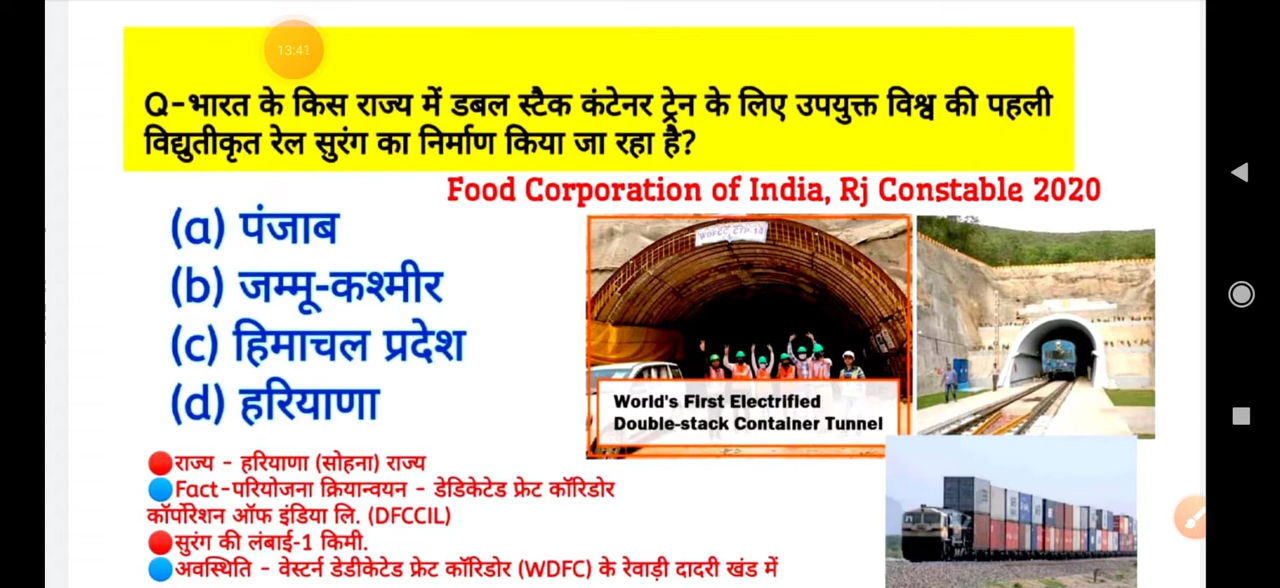 13:41
Q-भारत के किस राज्य में डबल स्टैक कंटेनर ट्रेन के लिए उपयुक्त विश्व की पहली
विद्युतीकृत रेल सुरंग का निर्माण किया जा रहा है?
Food Corporation of India, Rj Constable 2020
(a) पंजाब
(b) जम्मू-कश्मीर
(c) हिमाचल प्रदेश
(d) हरियाणा
World's First Electrified
Double-stack Container Tunnel
राज्य - हरियाणा (सोहना) राज्य
Fact-परियोजना क्रियान्वयन - डेडिकेटेड फ्रेट कॉरिडोर
कॉर्पोरेशन ऑफ इंडिया लि. (DFCCIL)
सुरंग की लंबाई-1 किमी.
अवस्थिति - वेस्टर्न डेडीकेटेड फ्रेट कॉरिडोर (WDFC) के रेवाड़ी दादरी खंड में